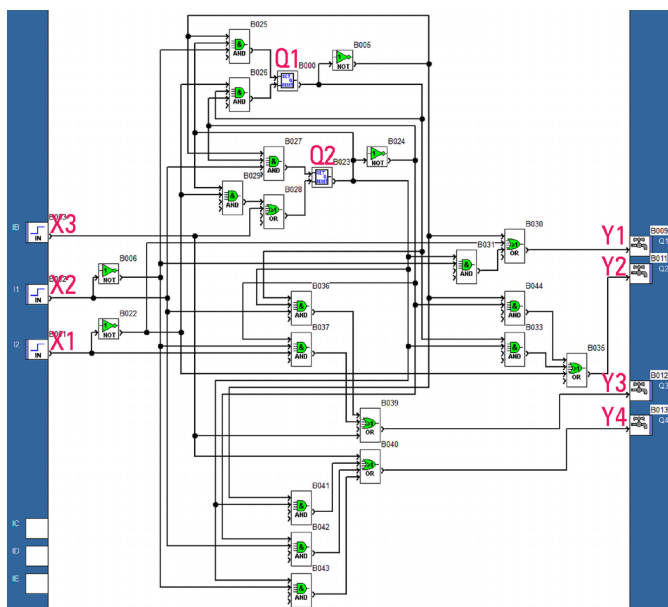 B025
AND
Q1
B000
B005
NOT
B026
AND
B027
AND
Q2
B023
B024
NOT
B029
AND
B028
OR
IB
IN
X3
B006
NOT
I1
IN
X2
B022
NOT
I2
IN
X1
B030
OR
B031
AND
Y1
B009
Q1
Y2
B011
Q2
B036
AND
B037
AND
B044
AND
B033
AND
B035
OR
B039
OR
B040
OR
Y3
B012
Q3
Y4
B013
Q4
B041
AND
B042
AND
B043
AND
IC
ID
IE